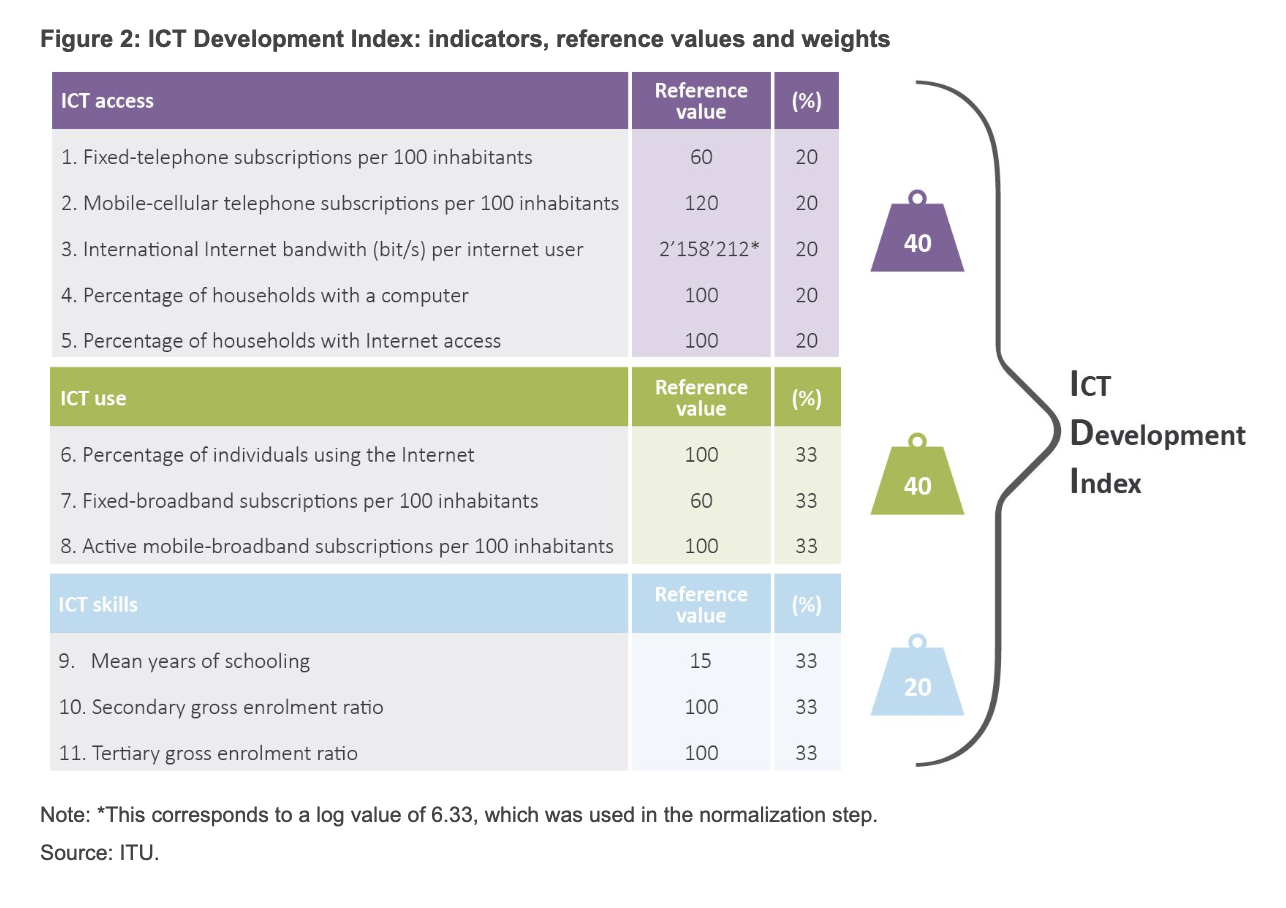 Figure 2: ICT Development Index: indicators, reference values and weights
ICT access Reference value (%)
1. Fixed-telephone subscriptions per 100 inhabitants 60 20
2. Mobile-cellular telephone subscriptions per 100 inhabitants 120 20
3. International Internet bandwith (bit/s) per internet user 2’158’212* 20
4. Percentage of households with a computer 100 20
5. Percentage of households with Internet access 100 20
40
ICT use Reference value (%)
6. Percentage of individuals using the Internet 100 33
7. Fixed-broadband subscriptions per 100 inhabitants 60 33
8. Active mobile-broadband subscriptions per 100 inhabitants 100 33
40
ICT skills Reference value (%)
9. Mean years of schooling 15 33
10. Secondary gross enrolment ratio 100 33
11. Tertiary gross enrolment ratio 100 33
20
ICT
Development
Index
Note: *This corresponds to a log value of 6.33, which was used in the normalization step.
Source: ITU.